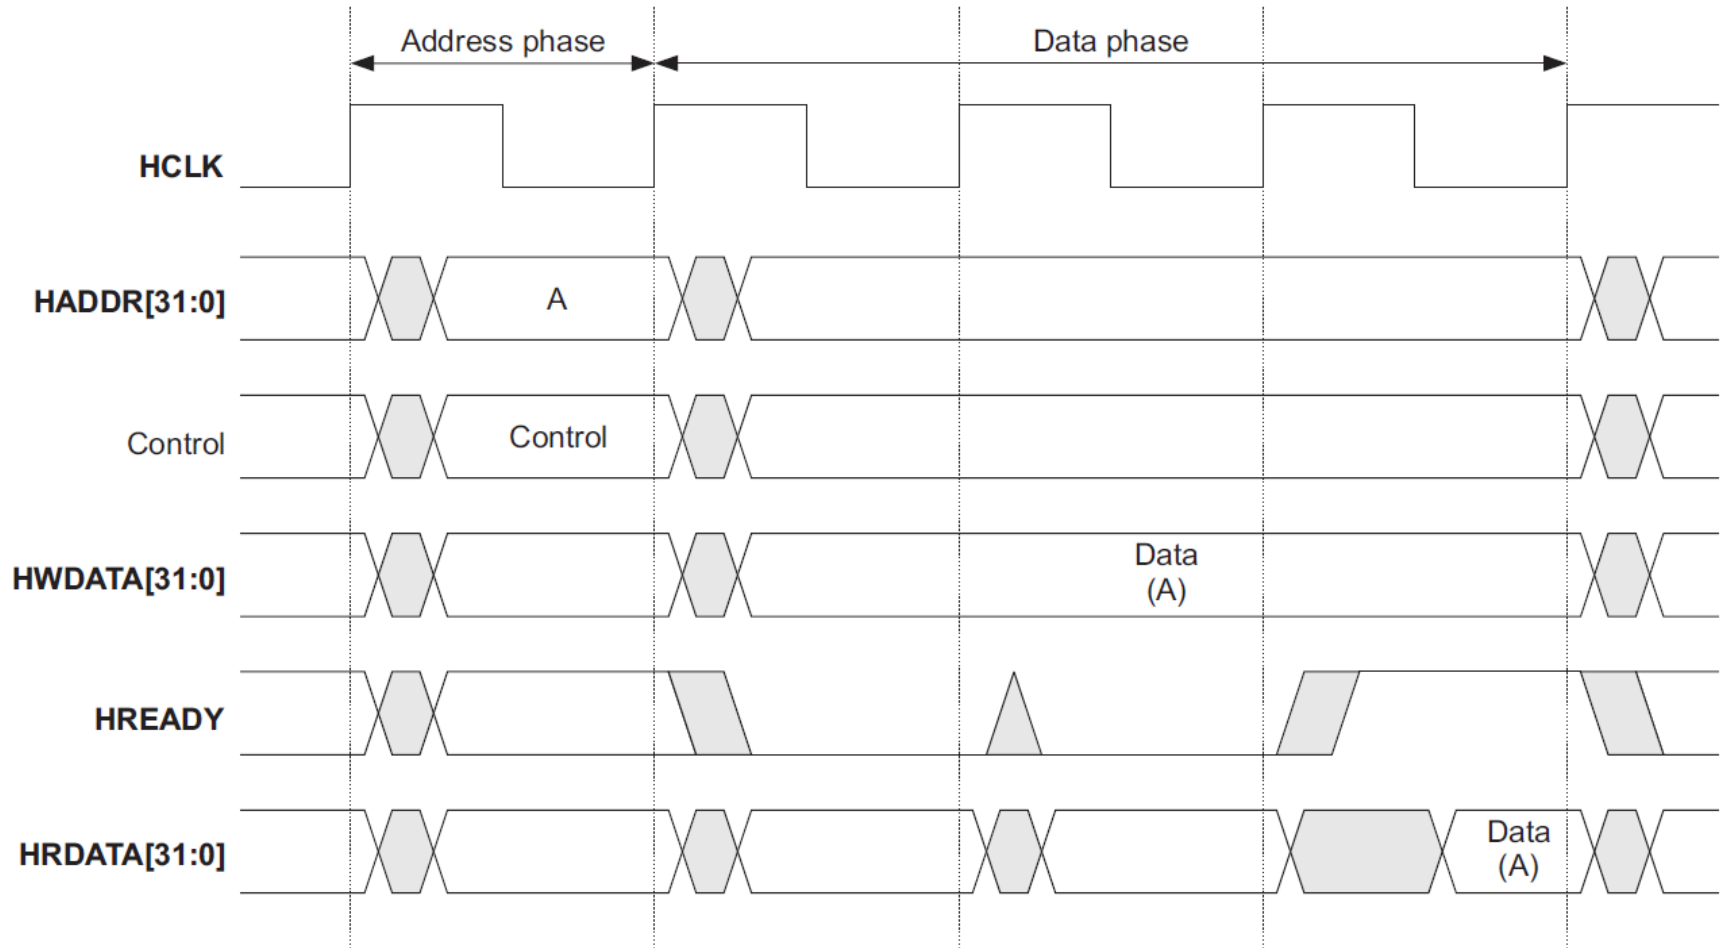 Address phase
Data phase
HCLK
HADDR[31:0]
A
Control
Control
HWDATA[31:0]
Data
(A)
HREADY
HRDATA[31:0]
Data
(A)